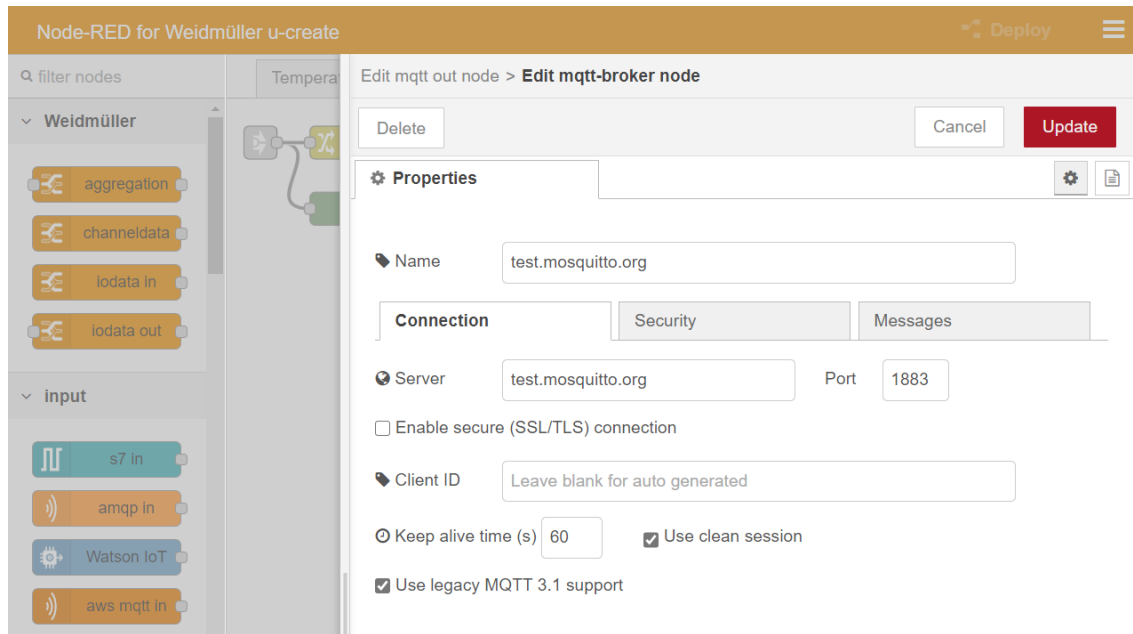 Node-RED for Weidmüller u-create
Deploy
filter nodes
Weidmüller
aggregation
channeldata
iodata in
iodata out
input
s7 in
amqp in
Watson IoT
aws mqtt in
Tempera
Edit mqtt out node > Edit mqtt-broker node
Delete
Cancel
Update
Properties
Name
test.mosquitto.org
Connection
Security
Messages
Server
test.mosquitto.org
Port
1883
Enable secure (SSL/TLS) connection
Client ID
Leave blank for auto generated
Keep alive time (s)
60
Use clean session
Use legacy MQTT 3.1 support